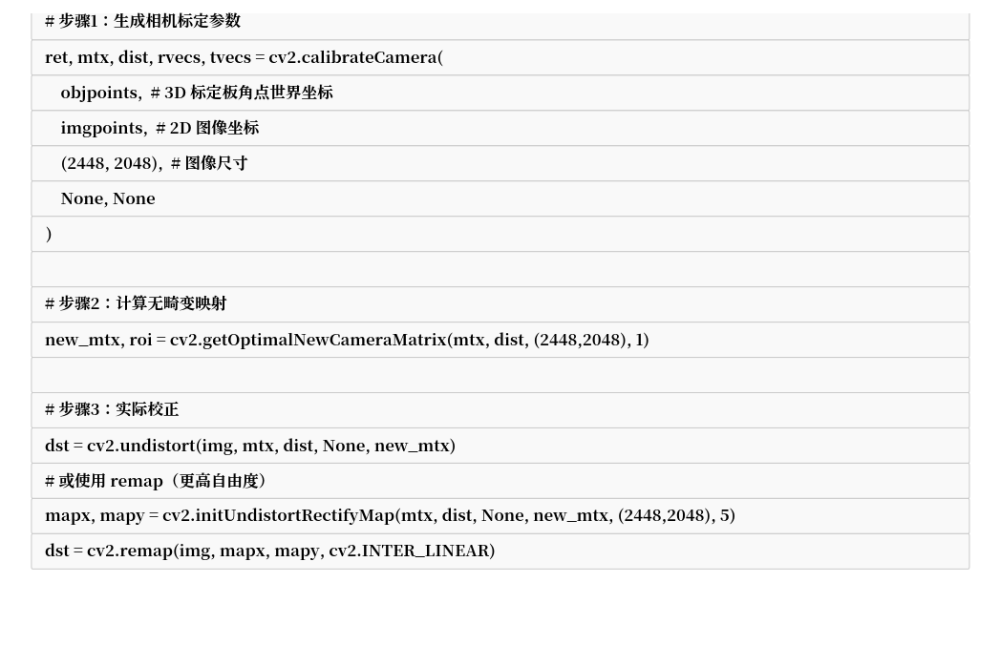 # 步骤1：生成相机标定参数
ret, mtx, dist, rvecs, tvecs = cv2.calibrateCamera(
objpoints,  # 3D 标定板角点世界坐标
imgpoints,  # 2D 图像坐标
(2448, 2048),  # 图像尺寸
None, None
)
# 步骤2：计算无畸变映射
new_mtx, roi = cv2.getOptimalNewCameraMatrix(mtx, dist, (2448,2048), 1)
# 步骤3：实际校正
dst = cv2.undistort(img, mtx, dist, None, new_mtx)
# 或使用 remap（更高自由度）
mapx, mapy = cv2.initUndistortRectifyMap(mtx, dist, None, new_mtx, (2448,2048), 5)
dst = cv2.remap(img, mapx, mapy, cv2.INTER_LINEAR)